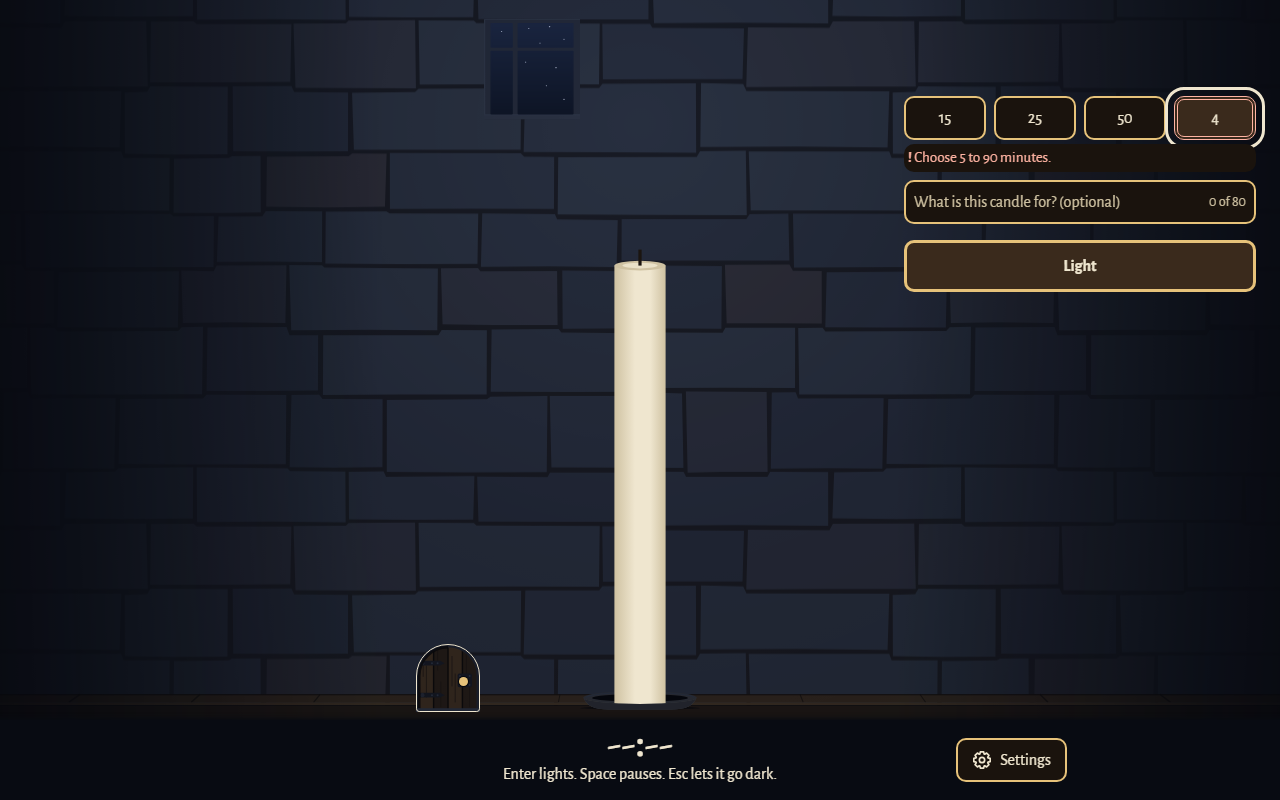 15 25 50 4
! Choose 5 to 90 minutes.
What is this candle for? (optional) 0 of 80
Light
Enter lights. Space pauses. Esc lets it go dark.
Settings